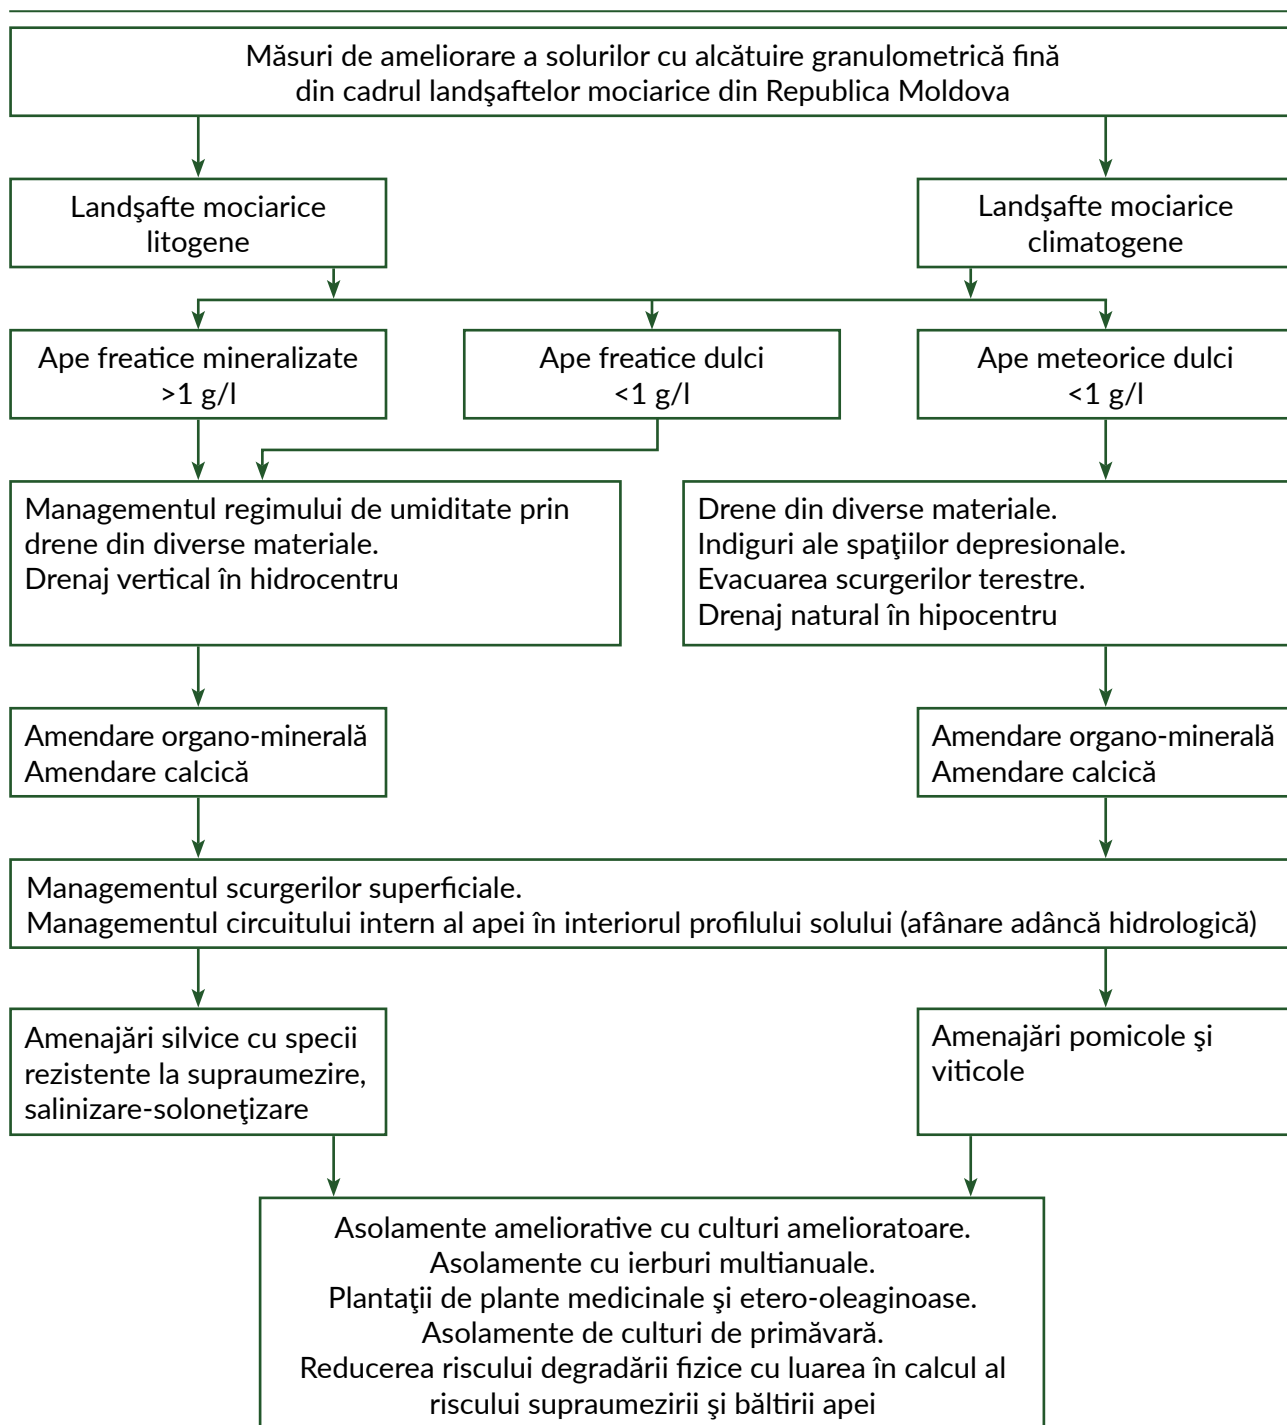 Măsuri de ameliorare a solurilor cu alcătuire granulometrică fină
din cadrul landşaftelor mociarice din Republica Moldova
Landşafte mociarice
litogene
Landşafte mociarice
climatogene
Ape freatice mineralizate
>1 g/l
Ape freatice dulci
<1 g/l
Ape meteorice dulci
<1 g/l
Managementul regimului de umiditate prin
drene din diverse materiale.
Drenaj vertical în hidrocentru
Drene din diverse materiale.
Indiguri ale spaţiilor depresionale.
Evacuarea scurgerilor terestre.
Drenaj natural în hipocentru
Amendare organo-minerală
Amendare calcică
Amendare organo-minerală
Amendare calcică
Managementul scurgerilor superficiale.
Managementul circuitului intern al apei în interiorul profilului solului (afânare adâncă hidrologică)
Amenajări silvice cu specii
rezistente la supraumezire,
salinizare-soloneţizare
Amenajări pomicole şi
viticole
Asolamente ameliorative cu culturi amelioratoare.
Asolamente cu ierburi multianuale.
Plantaţii de plante medicinale şi etero-oleaginoase.
Asolamente de culturi de primăvară.
Reducerea riscului degradării fizice cu luarea în calcul al
riscului supraumezirii şi băltirii apei